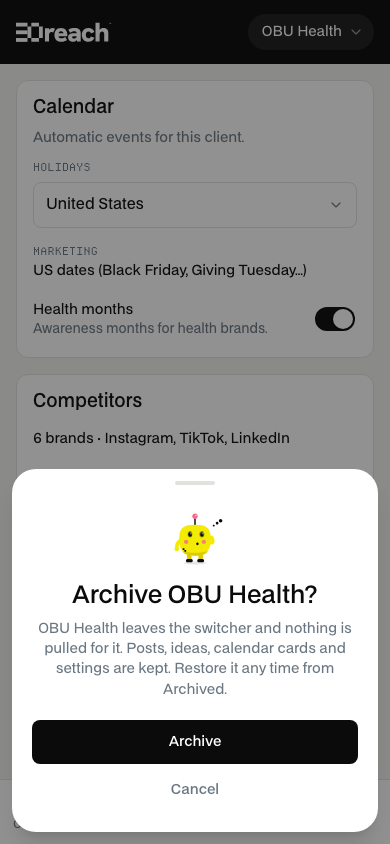 reach
OBU Health
Calendar
Automatic events for this client.
HOLIDAYS
United States
MARKETING
US dates (Black Friday, Giving Tuesday…)
Health months
Awareness months for health brands.
Competitors
6 brands · Instagram, TikTok, LinkedIn
Archive OBU Health?
OBU Health leaves the switcher and nothing is
pulled for it. Posts, ideas, calendar cards and
settings are kept. Restore it any time from
Archived.
Archive
Cancel